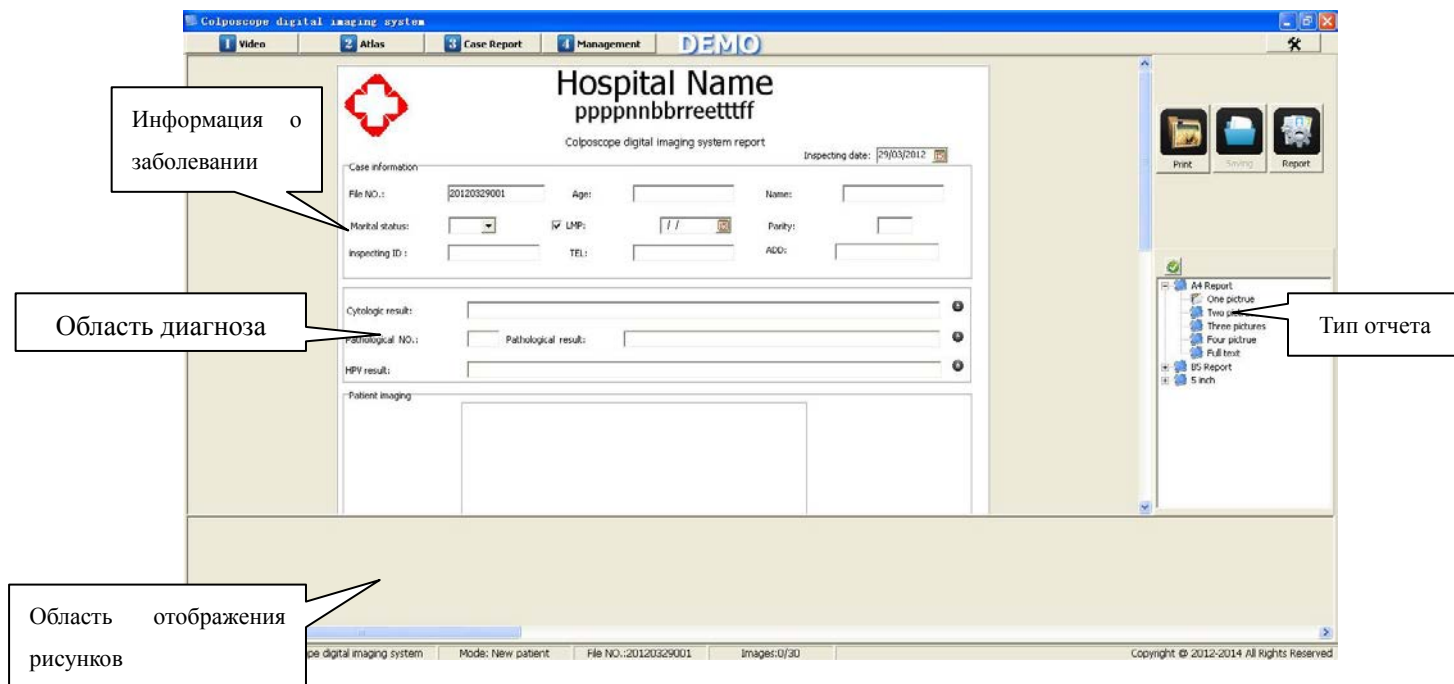 Colposcope digital imaging system
1 Video 2 Atlas 3 Case Report 4 Management DEMO
Hospital Name
ppppnnbbrreetttff
Colposcope digital imaging system report
Inspecting date: 29/03/2012
Информация о
заболевании
Print Saving Report
Case information
File NO.: 20120329001 Age: Name:
Marital status: LMP: / / Parity:
inspecting ID : TEL: ADD:
A4 Report
One pictrue
Two
Three pictures
Four pictrue
Full text
B5 Report
5 inch
Тип отчета
Область диагноза
Cytologic result:
Pathological NO.: Pathological result:
HPV result:
Patient imaging
Область отображения
рисунков
pe digital imaging system Mode: New patient File NO.:20120329001 Images:0/30 Copyright @ 2012-2014 All Rights Reserved